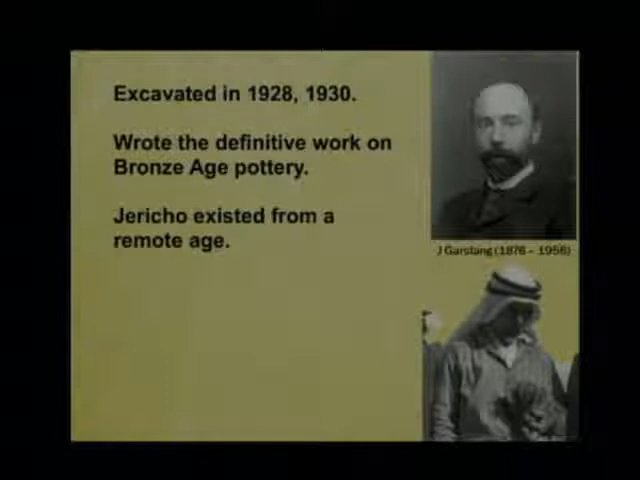 Excavated in 1928, 1930.
Wrote the definitive work on
Bronze Age pottery.
Jericho existed from a
remote age.
J Garstang (1876 – 1956)